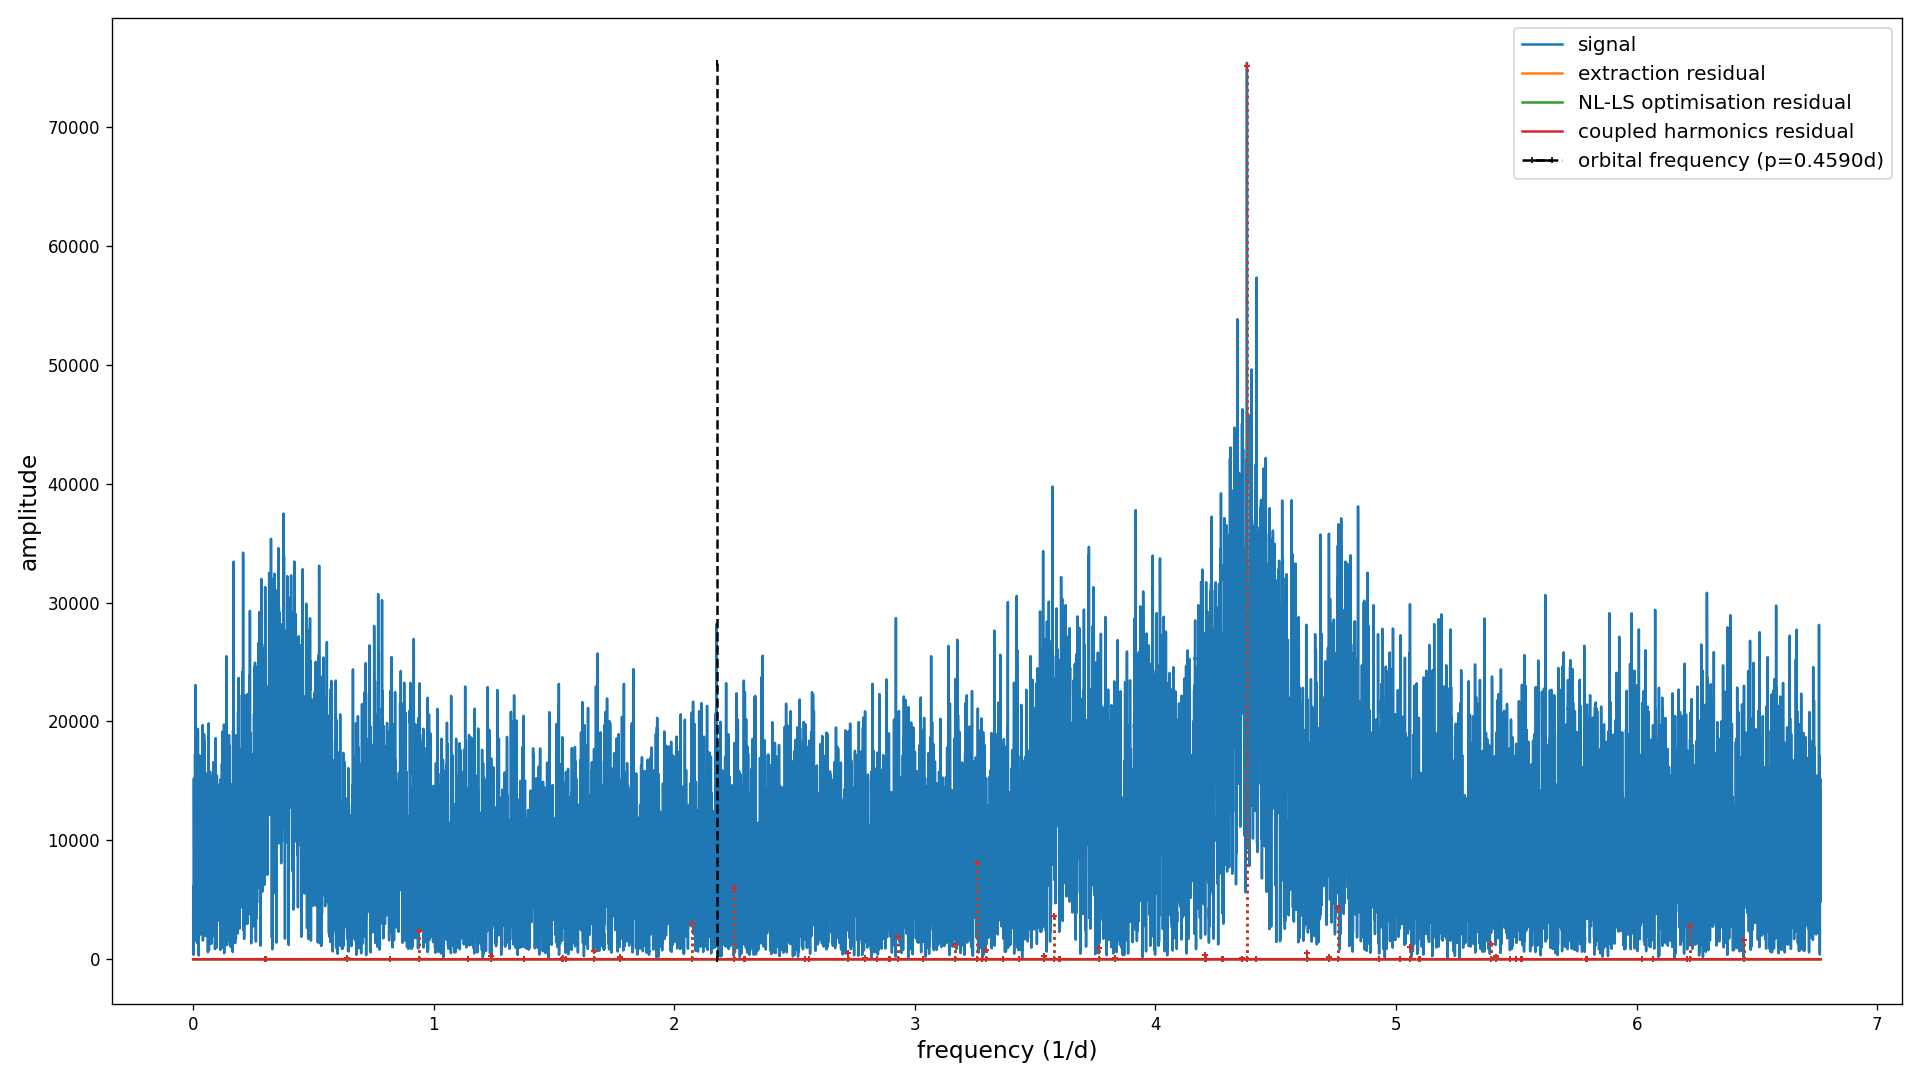 signal
extraction residual
NL-LS optimisation residual
coupled harmonics residual
orbital frequency (p=0.4590d)
70000
60000
50000
40000
30000
20000
10000
0
amplitude
0 1 2 3 4 5 6 7
frequency (1/d)